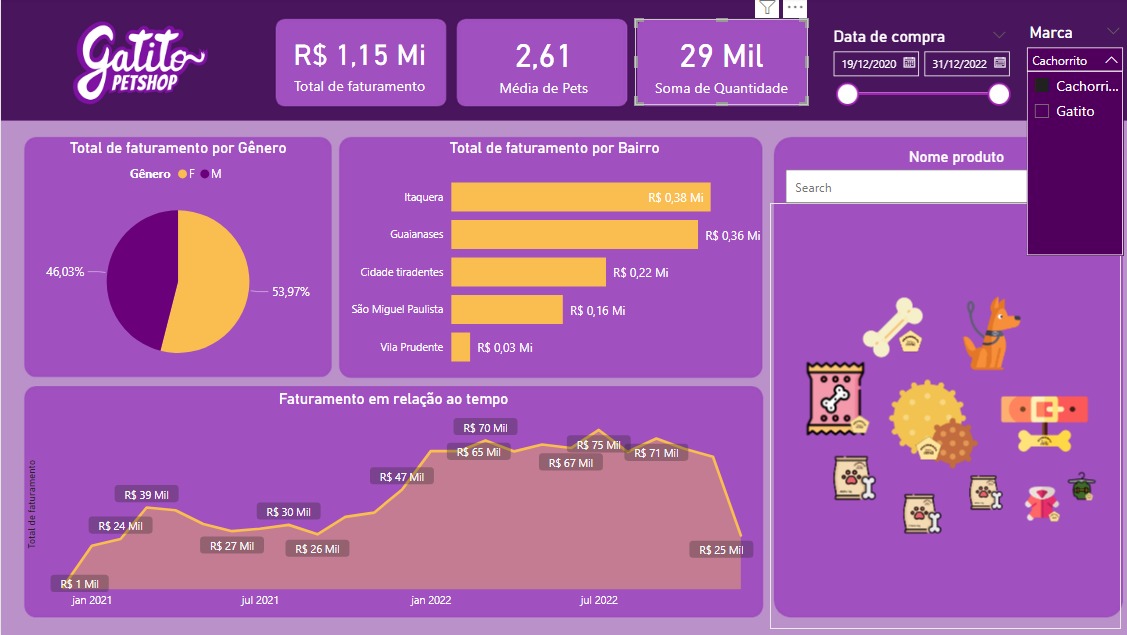 Gatito
PETSHOP
R$ 1,15 Mi
Total de faturamento
2,61
Média de Pets
29 Mil
Soma de Quantidade
Data de compra
19/12/2020
31/12/2022
Marca
Cachorrito
Cachorri...
Gatito
Total de faturamento por Gênero
Gênero F M
46,03%
53,97%
Total de faturamento por Bairro
Itaquera R$ 0,38 Mi
Guaianases R$ 0,36 Mi
Cidade tiradentes R$ 0,22 Mi
São Miguel Paulista R$ 0,16 Mi
Vila Prudente R$ 0,03 Mi
Nome produto
Search
Faturamento em relação ao tempo
Total de faturamento
R$ 1 Mil
R$ 24 Mil
R$ 39 Mil
R$ 27 Mil
R$ 30 Mil
R$ 26 Mil
R$ 47 Mil
R$ 65 Mil
R$ 70 Mil
R$ 67 Mil
R$ 75 Mil
R$ 71 Mil
R$ 25 Mil
jan 2021
jul 2021
jan 2022
jul 2022